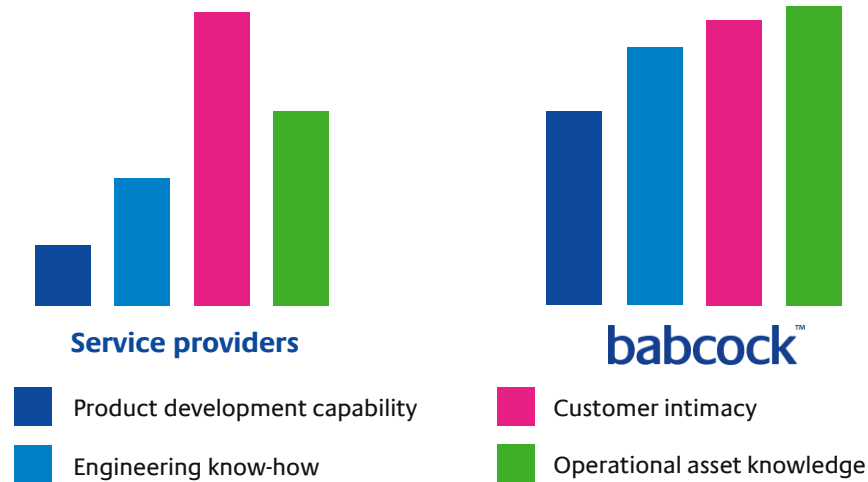 Service providers
babcock™
Product development capability
Customer intimacy
Engineering know-how
Operational asset knowledge